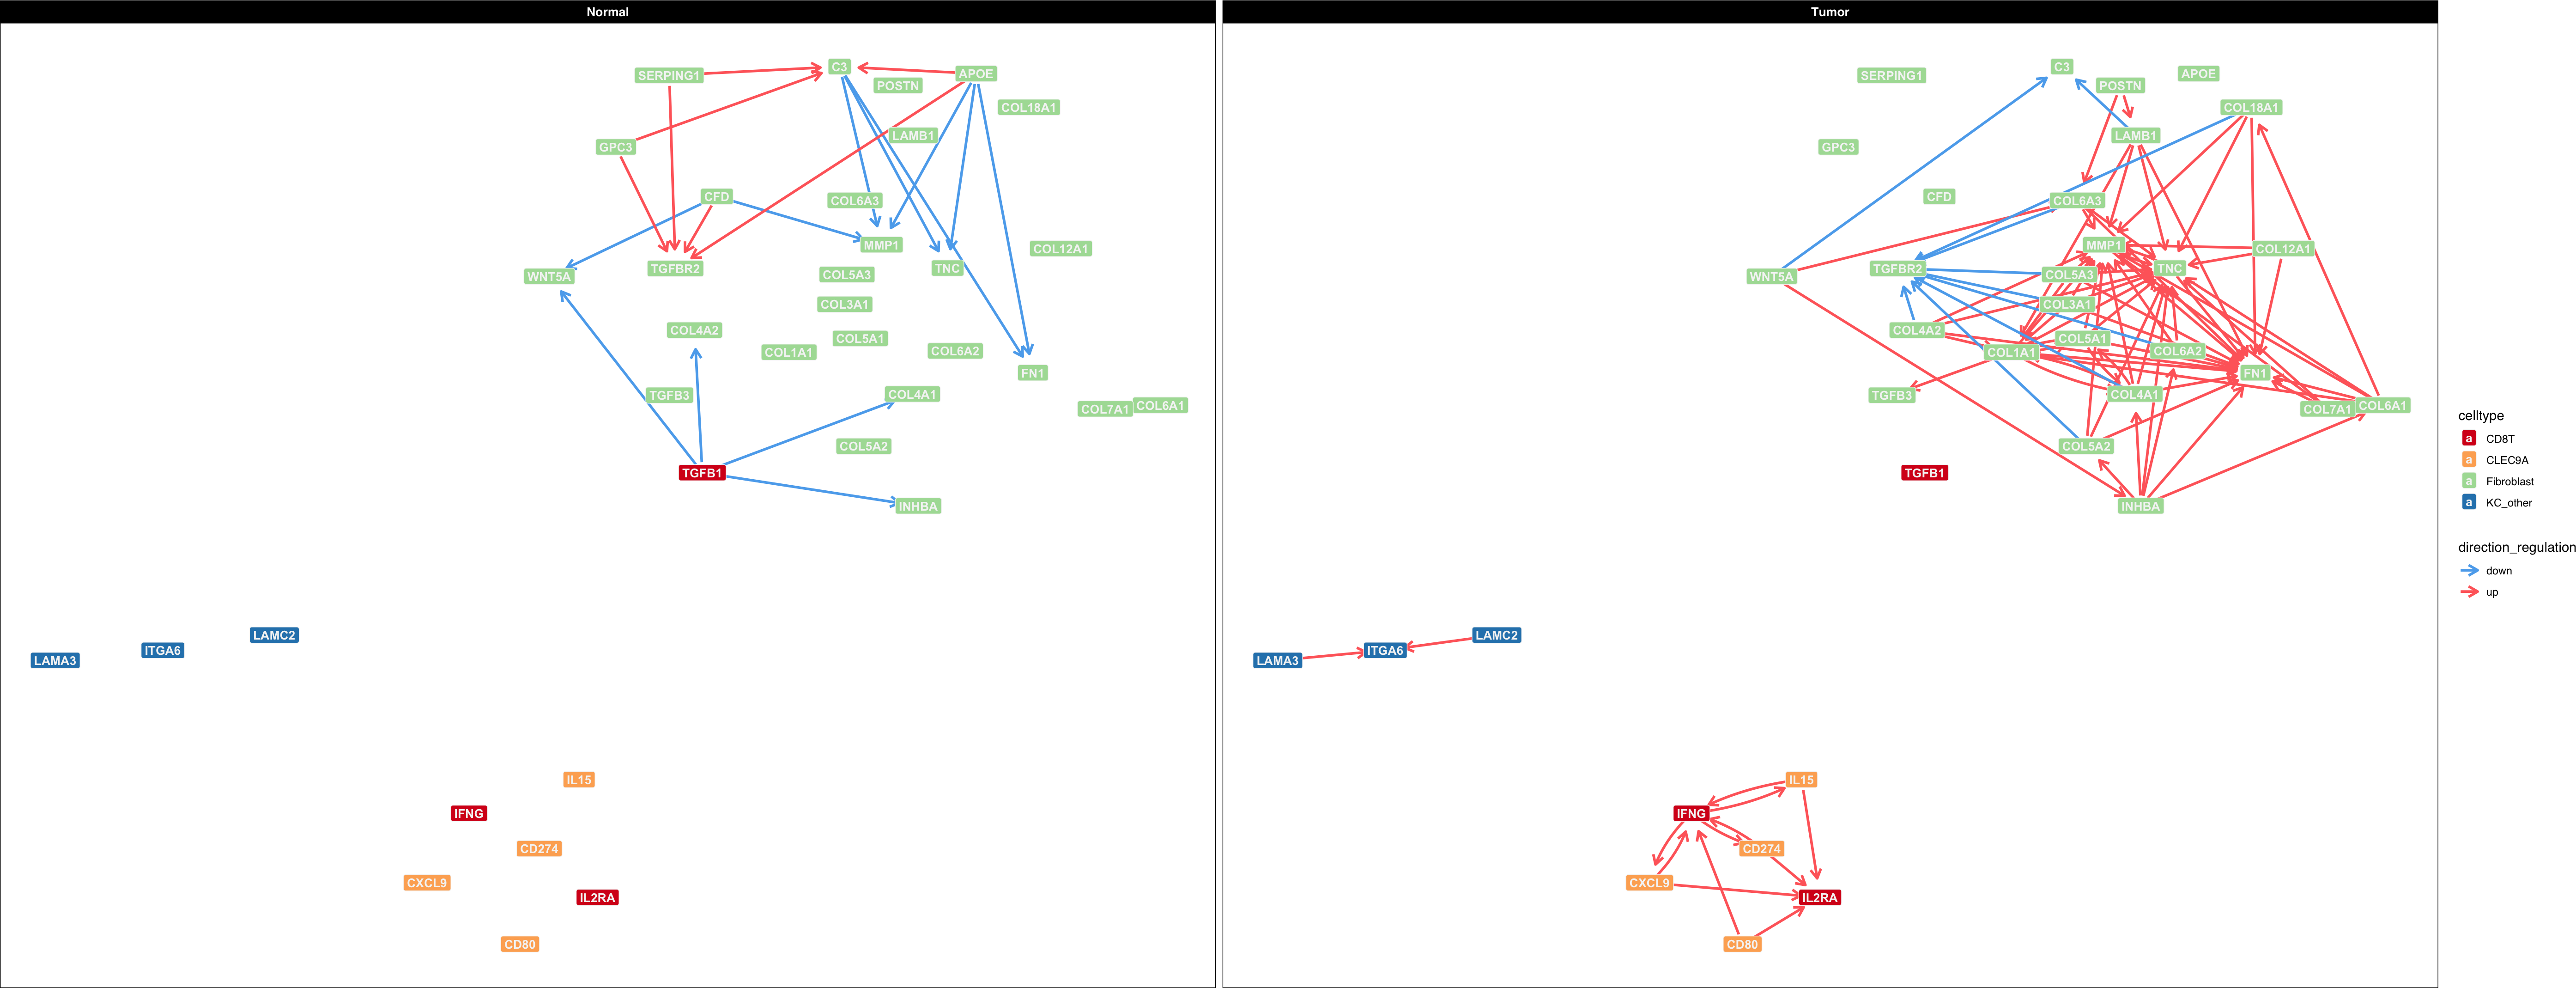 Normal
SERPING1
C3
POSTN
APOE
COL18A1
LAMB1
GPC3
CFD
COL6A3
MMP1
COL12A1
WNT5A
TGFBR2
COL5A3
TNC
COL3A1
COL4A2
COL1A1
COL5A1
COL6A2
FN1
TGFB3
COL4A1
COL7A1
COL6A1
COL5A2
TGFB1
INHBA
LAMA3
ITGA6
LAMC2
IL15
IFNG
CD274
CXCL9
IL2RA
CD80
Tumor
SERPING1
C3
POSTN
APOE
COL18A1
LAMB1
GPC3
CFD
COL6A3
MMP1
COL12A1
WNT5A
TGFBR2
COL5A3
TNC
COL3A1
COL4A2
COL1A1
COL5A1
COL6A2
FN1
TGFB3
COL4A1
COL7A1
COL6A1
COL5A2
TGFB1
INHBA
LAMA3
ITGA6
LAMC2
IL15
IFNG
CD274
CXCL9
IL2RA
CD80
celltype
a CD8T
a CLEC9A
a Fibroblast
a KC_other
direction_regulation
down
up